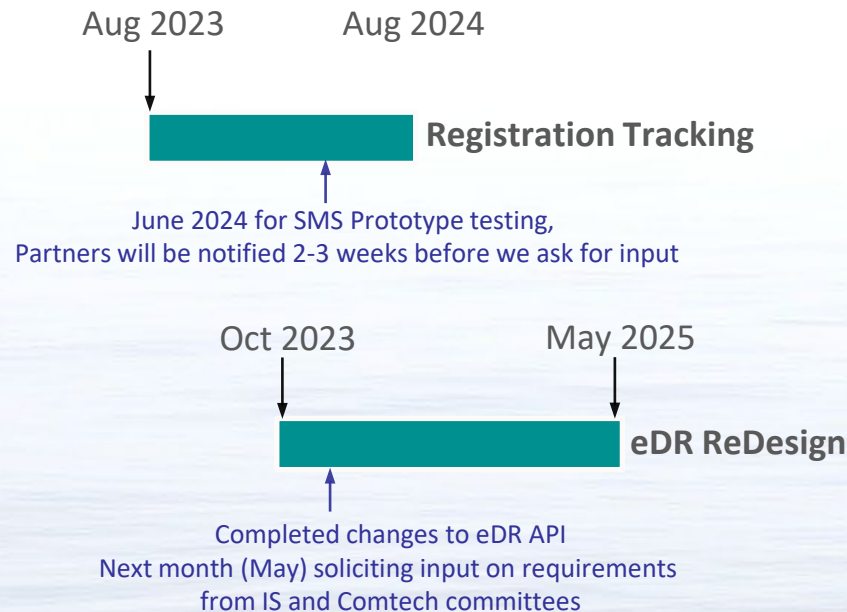 Aug 2023 Aug 2024
Registration Tracking
June 2024 for SMS Prototype testing,
Partners will be notified 2-3 weeks before we ask for input
Oct 2023 May 2025
eDR ReDesign
Completed changes to eDR API
Next month (May) soliciting input on requirements
from IS and Comtech committees